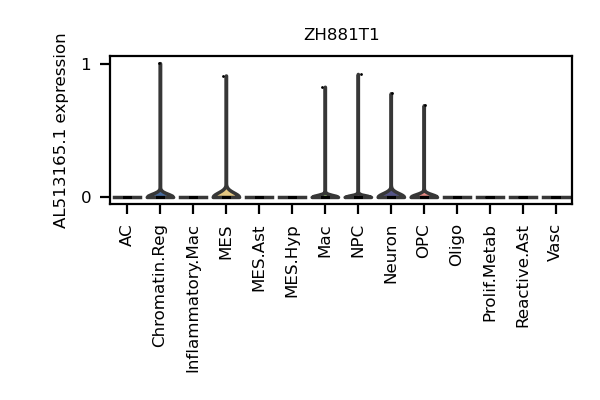 ZH881T1
AL513165.1 expression
1
0
AC
Chromatin.Reg
Inflammatory.Mac
MES
MES.Ast
MES.Hyp
Mac
NPC
Neuron
OPC
Oligo
Prolif.Metab
Reactive.Ast
Vasc